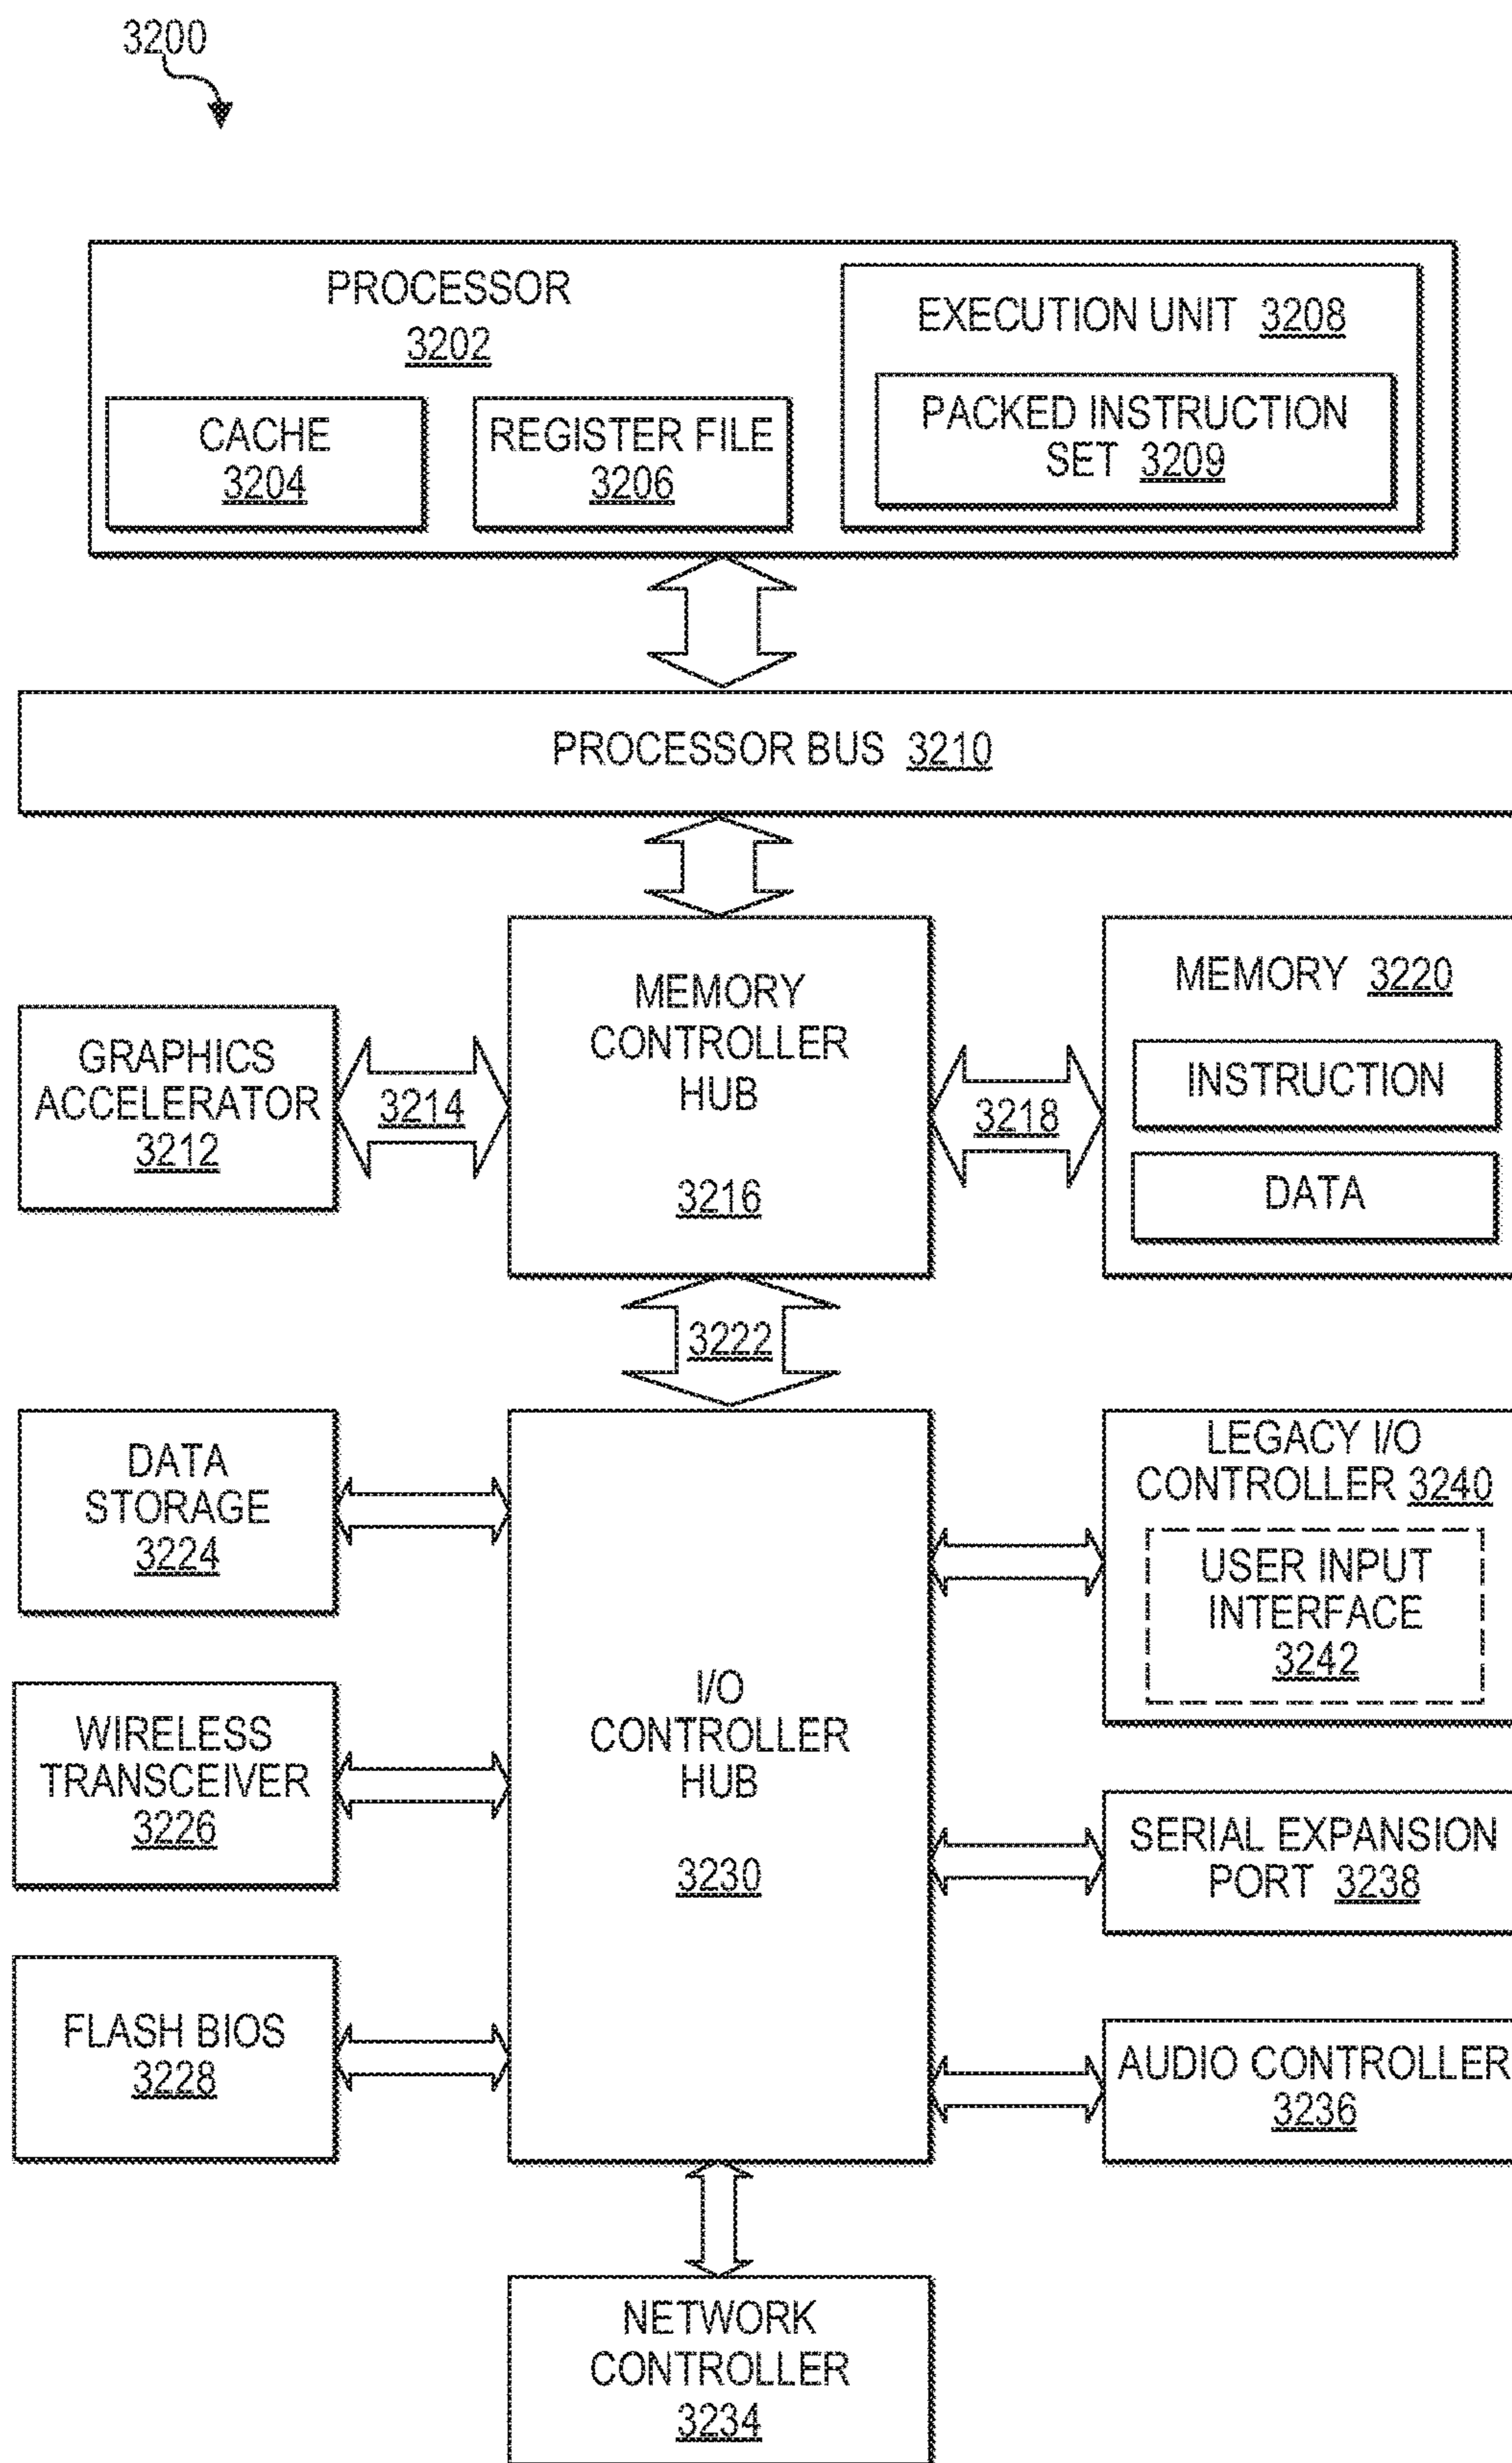 3200
PROCESSOR
3202
CACHE
3204
REGISTER FILE
3206
EXECUTION UNIT 3208
PACKED INSTRUCTION
SET 3209
PROCESSOR BUS 3210
GRAPHICS
ACCELERATOR
3212
3214
MEMORY
CONTROLLER
HUB
3216
3218
MEMORY 3220
INSTRUCTION
DATA
3222
DATA
STORAGE
3224
WIRELESS
TRANSCEIVER
3226
FLASH BIOS
3228
I/O
CONTROLLER
HUB
3230
LEGACY I/O
CONTROLLER 3240
USER INPUT
INTERFACE
3242
SERIAL EXPANSION
PORT 3238
AUDIO CONTROLLER
3236
NETWORK
CONTROLLER
3234